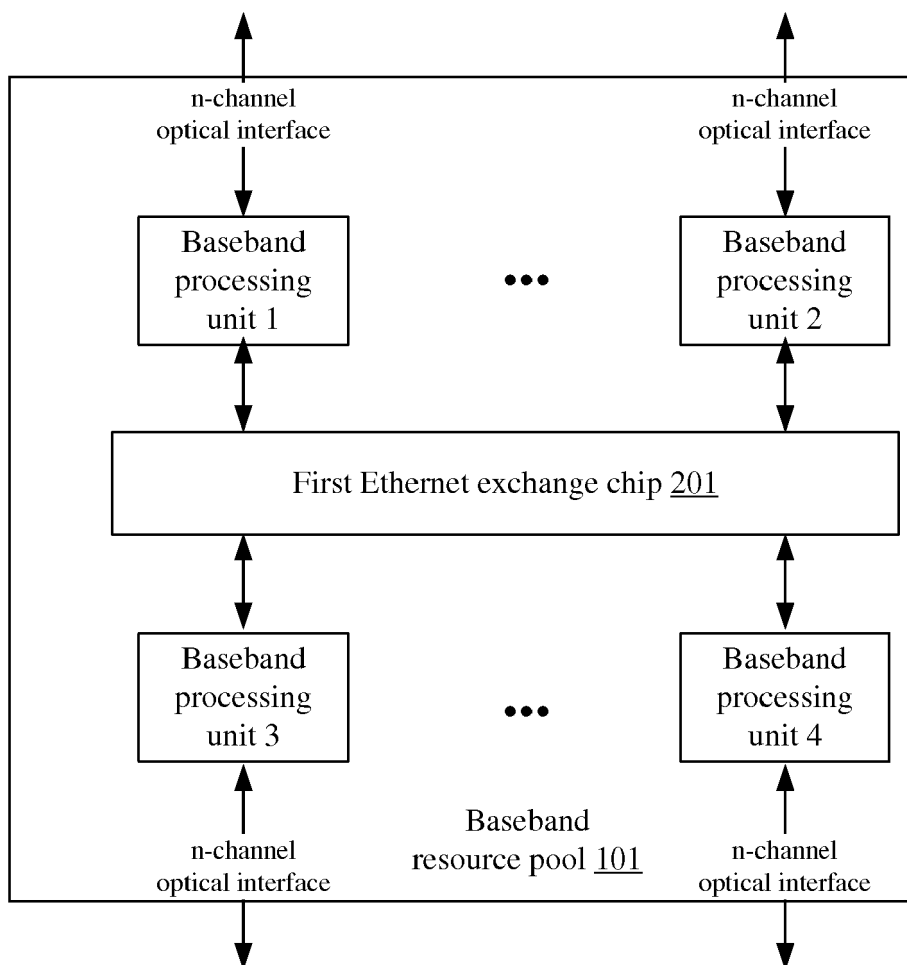 n-channel
optical interface
n-channel
optical interface
Baseband
processing
unit 1
•••
Baseband
processing
unit 2
First Ethernet exchange chip 201
Baseband
processing
unit 3
•••
Baseband
processing
unit 4
Baseband
resource pool 101
n-channel
optical interface
n-channel
optical interface